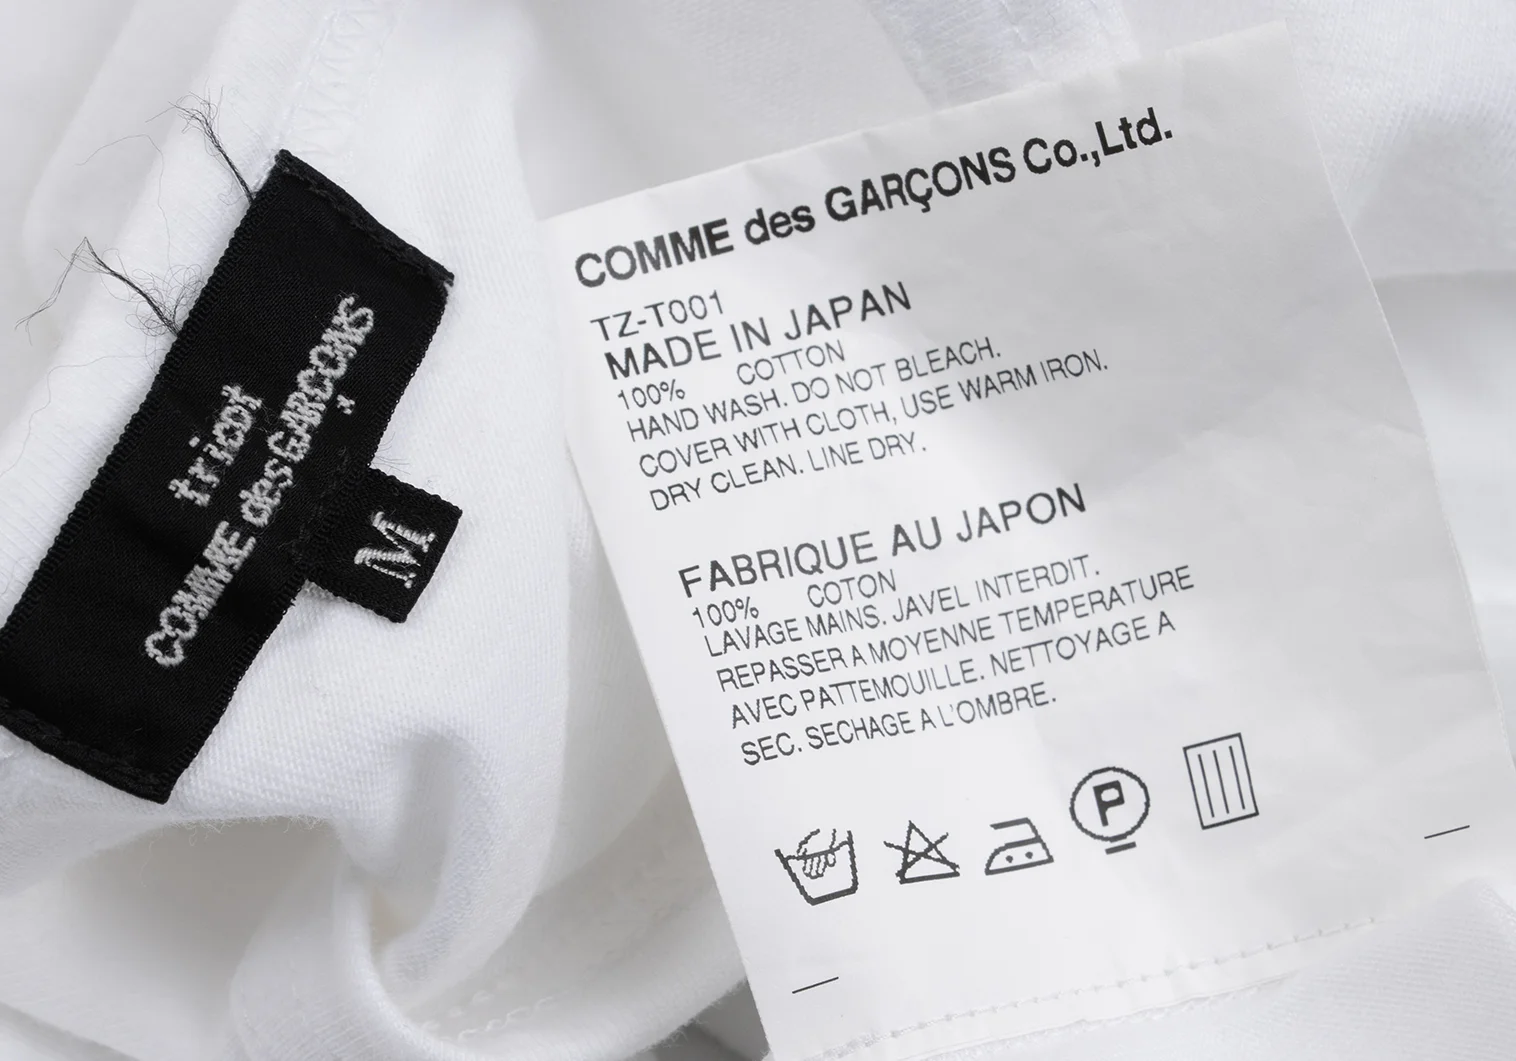 tricot
COMME des GARCONS
M
COMME des GARÇONS Co.,Ltd.
TZ-T001
MADE IN JAPAN
100% COTTON
HAND WASH. DO NOT BLEACH.
COVER WITH CLOTH, USE WARM IRON.
DRY CLEAN. LINE DRY.
FABRIQUE AU JAPON
100% COTON
LAVAGE MAINS. JAVEL INTERDIT.
REPASSER A MOYENNE TEMPERATURE
AVEC PATTEMOUILLE. NETTOYAGE A
SEC. SECHAGE A L'OMBRE.
P